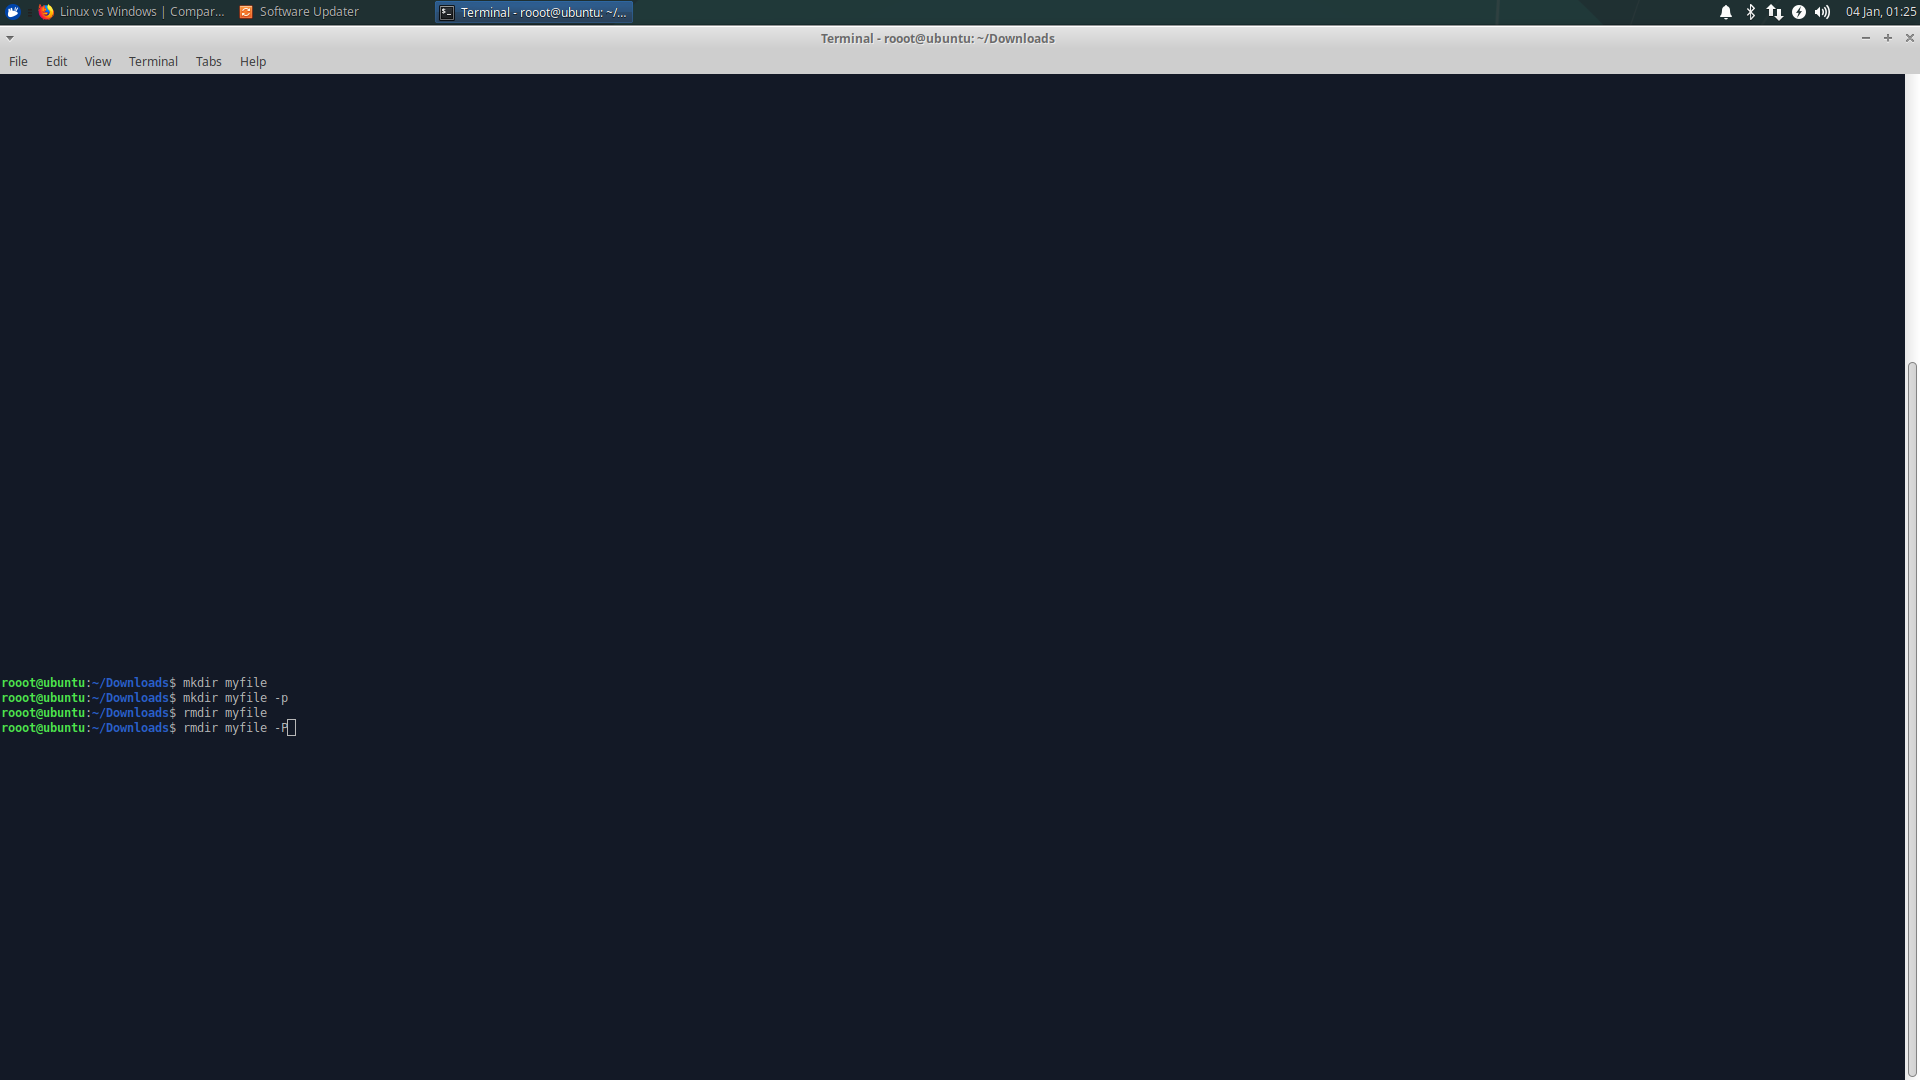 Linux vs Windows | Compar... Software Updater Terminal - rooot@ubuntu: ~/... 04 Jan, 01:25
Terminal - rooot@ubuntu: ~/Downloads
File Edit View Terminal Tabs Help
rooot@ubuntu:~/Downloads$ mkdir myfile
rooot@ubuntu:~/Downloads$ mkdir myfile -p
rooot@ubuntu:~/Downloads$ rmdir myfile
rooot@ubuntu:~/Downloads$ rmdir myfile -P